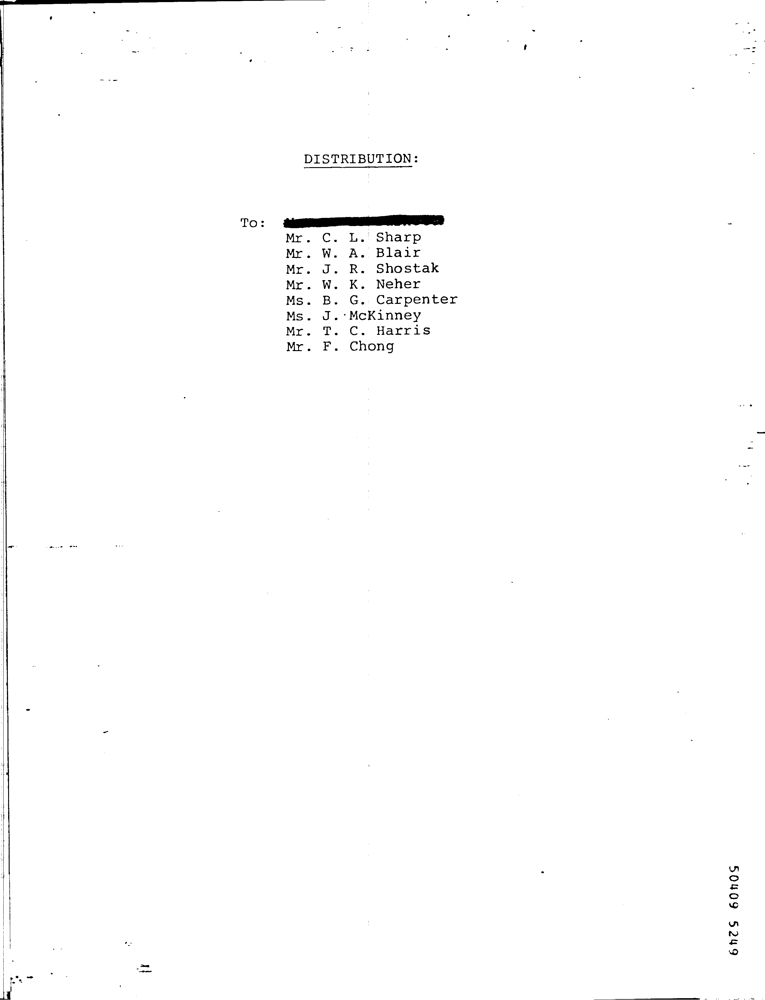 DISTRIBUTION:
To:
Mr. C. L. Sharp
Mr. W. A. Blair
Mr. J. R. Shostak
Mr. W. K. Neher
Ms. B. G. Carpenter
Ms. J. McKinney
Mr. T. C. Harris
Mr. F. Chong
50409 5249